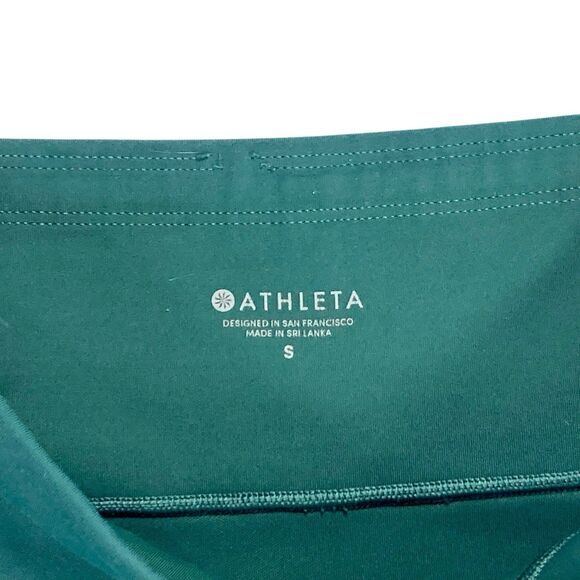 ATHLETA
DESIGNED IN SAN FRANCISCO
MADE IN SRI LANKA
S